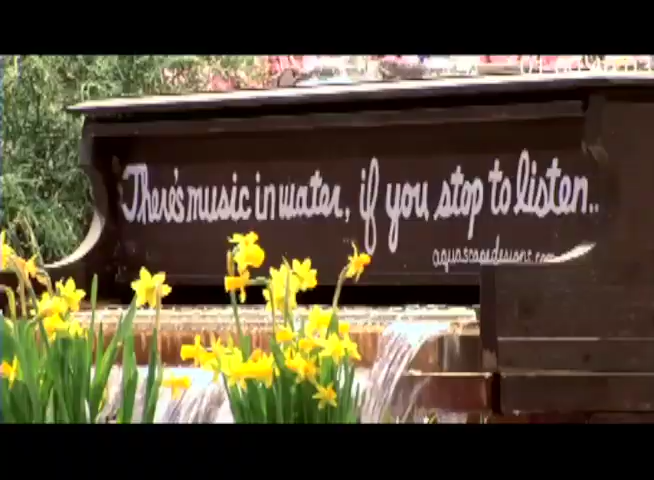 There's music in water, if you stop to listen..
aquascapedesigns.com